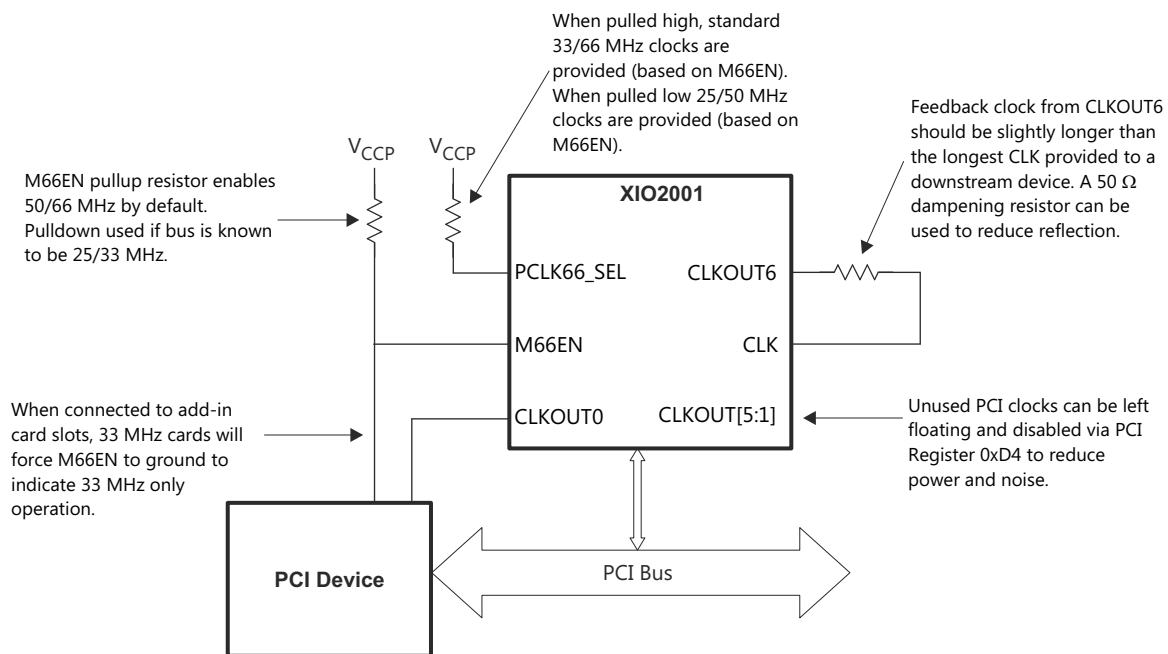 When pulled high, standard
33/66 MHz clocks are
provided (based on M66EN).
When pulled low 25/50 MHz
clocks are provided (based on
M66EN).
Feedback clock from CLKOUT6
should be slightly longer than
the longest CLK provided to a
downstream device. A 50 Ω
dampening resistor can be
used to reduce reflection.
VCCP
VCCP
M66EN pullup resistor enables
50/66 MHz by default.
Pulldown used if bus is known
to be 25/33 MHz.
XIO2001
PCLK66_SEL
CLKOUT6
M66EN
CLK
CLKOUT0
CLKOUT[5:1]
When connected to add-in
card slots, 33 MHz cards will
force M66EN to ground to
indicate 33 MHz only
operation.
Unused PCI clocks can be left
floating and disabled via PCI
Register 0xD4 to reduce
power and noise.
PCI Device
PCI Bus